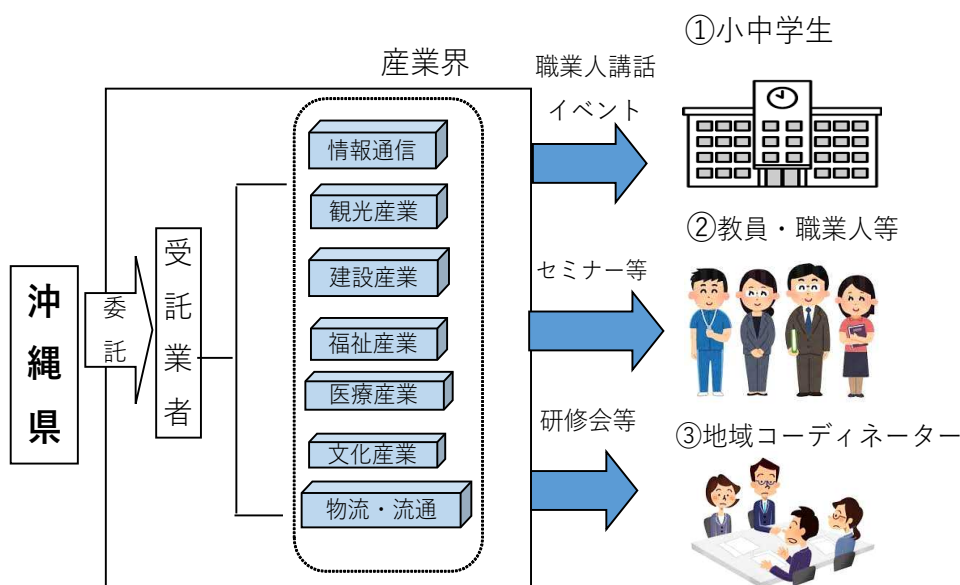 沖縄県
委託
受託業者
産業界
情報通信
観光産業
建設産業
福祉産業
医療産業
文化産業
物流・流通
職業人講話
イベント
セミナー等
研修会等
①小中学生
②教員・職業人等
③地域コーディネーター